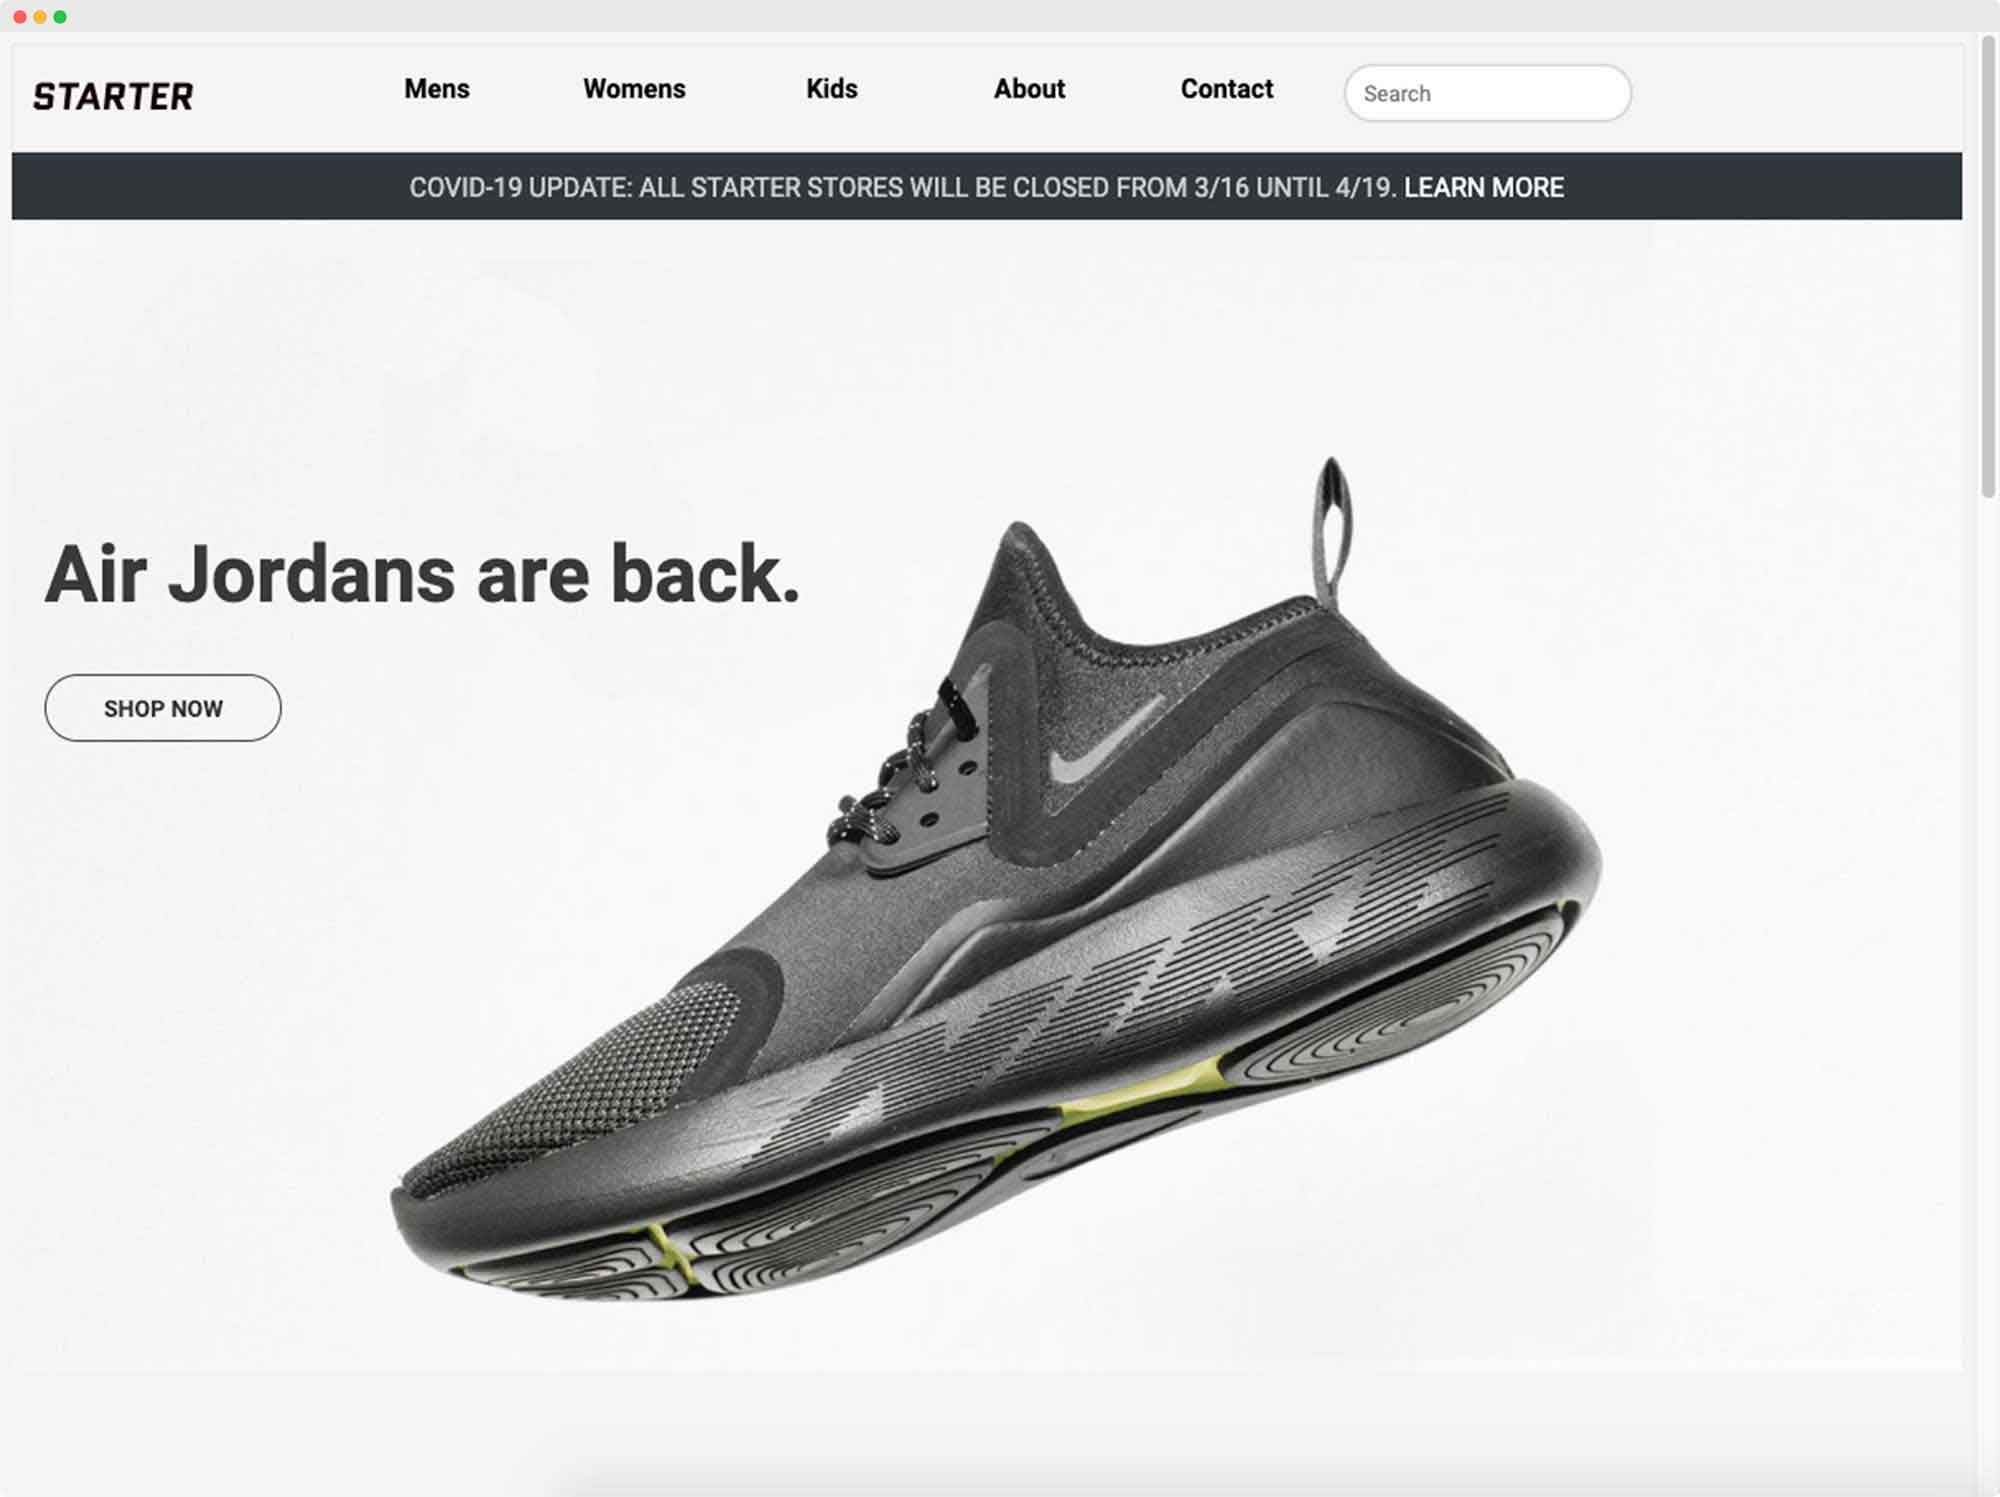 STARTER
Mens Womens Kids About Contact Search
COVID-19 UPDATE: ALL STARTER STORES WILL BE CLOSED FROM 3/16 UNTIL 4/19. LEARN MORE
Air Jordans are back.
SHOP NOW